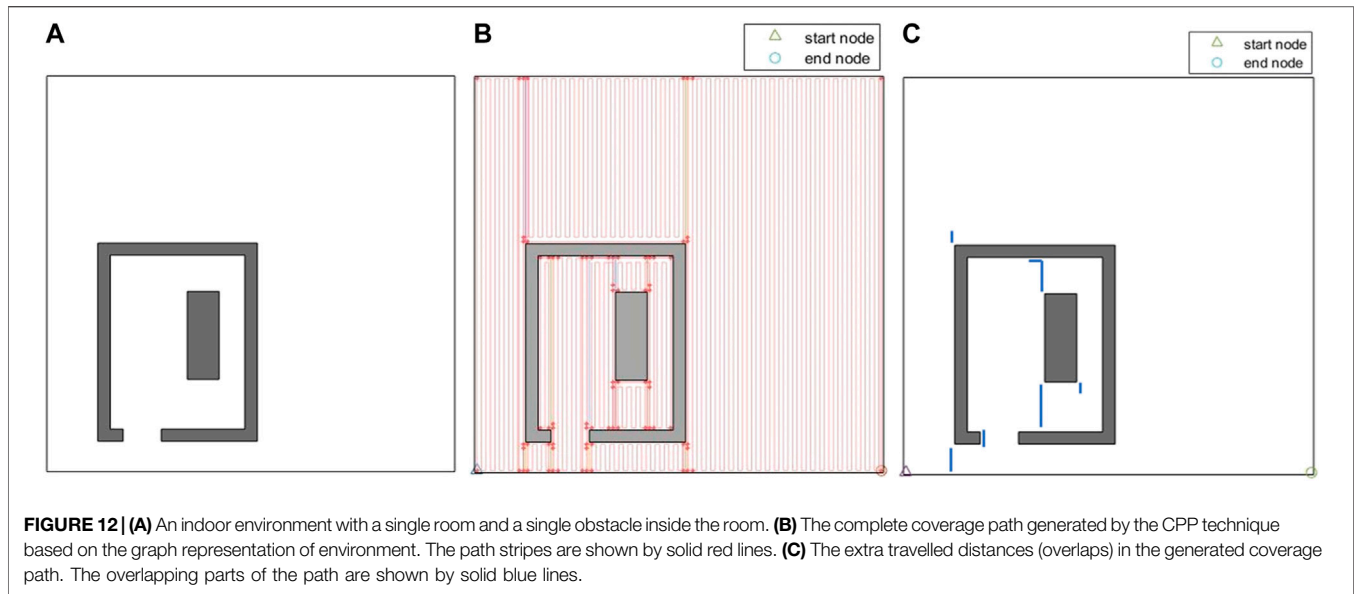 A
B
start node
end node
C
start node
end node
FIGURE 12 | (A) An indoor environment with a single room and a single obstacle inside the room. (B) The complete coverage path generated by the CPP technique
based on the graph representation of environment. The path stripes are shown by solid red lines. (C) The extra travelled distances (overlaps) in the generated coverage
path. The overlapping parts of the path are shown by solid blue lines.